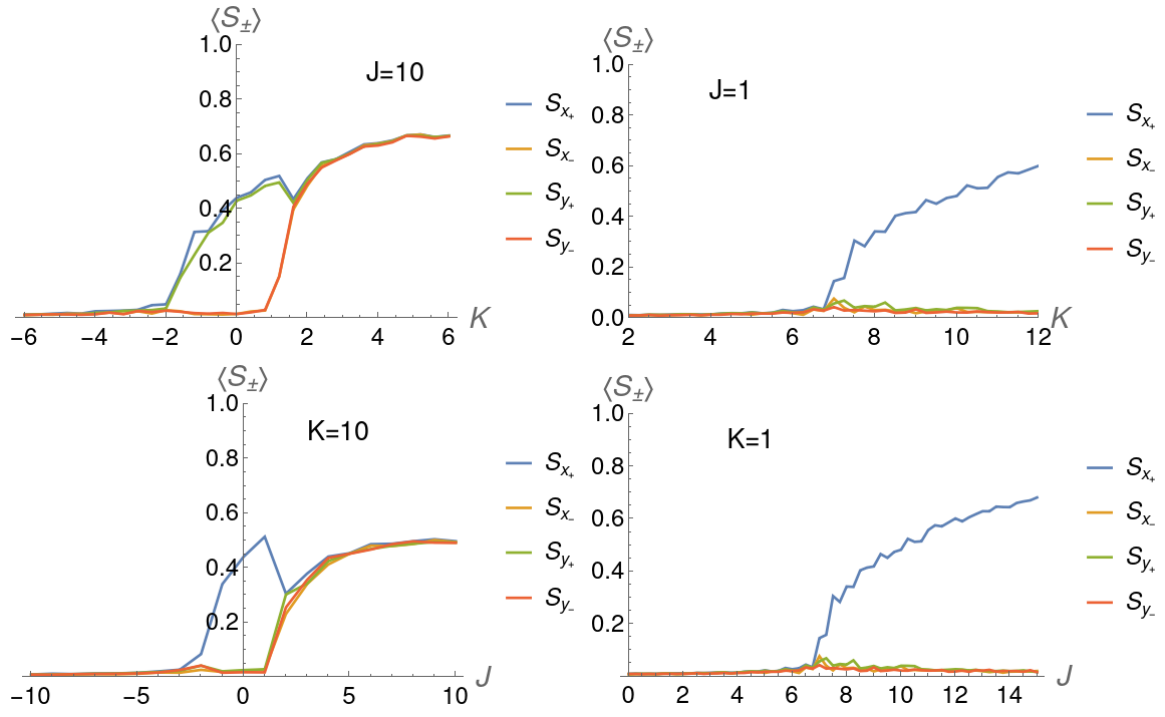 ⟨S±⟩
1.0
J=10
0.8
0.6
0.4
0.2
−6 −4 −2 0 2 4 6 K
Sx+
Sx−
Sy+
Sy−
⟨S±⟩
1.0
J=1
0.8
0.6
0.4
0.2
0.0
2 4 6 8 10 12 K
Sx+
Sx−
Sy+
Sy−
⟨S±⟩
1.0
K=10
0.8
0.6
0.4
0.2
−10 −5 0 5 10 J
Sx+
Sx−
Sy+
Sy−
⟨S±⟩
1.0
K=1
0.8
0.6
0.4
0.2
0 2 4 6 8 10 12 14 J
Sx+
Sx−
Sy+
Sy−